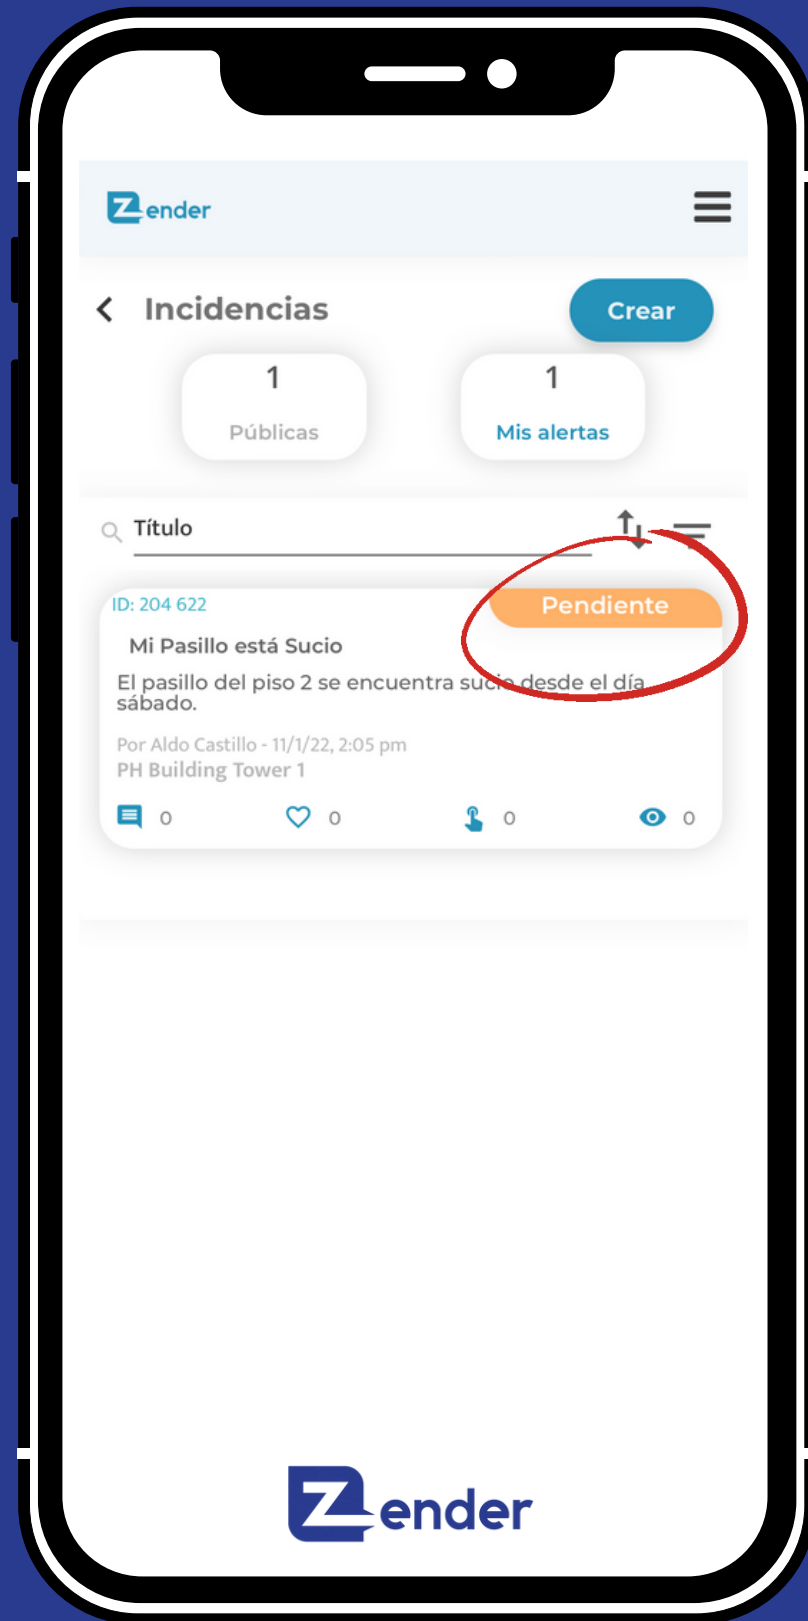 Zender
Incidencias
Crear
1
1
Públicas
Mis alertas
Título
ID: 204 622
Pendiente
Mi Pasillo está Sucio
El pasillo del piso 2 se encuentra sucio desde el día
sábado.
Por Aldo Castillo - 11/1/22, 2:05 pm
PH Building Tower 1
0
0
0
0
Zender